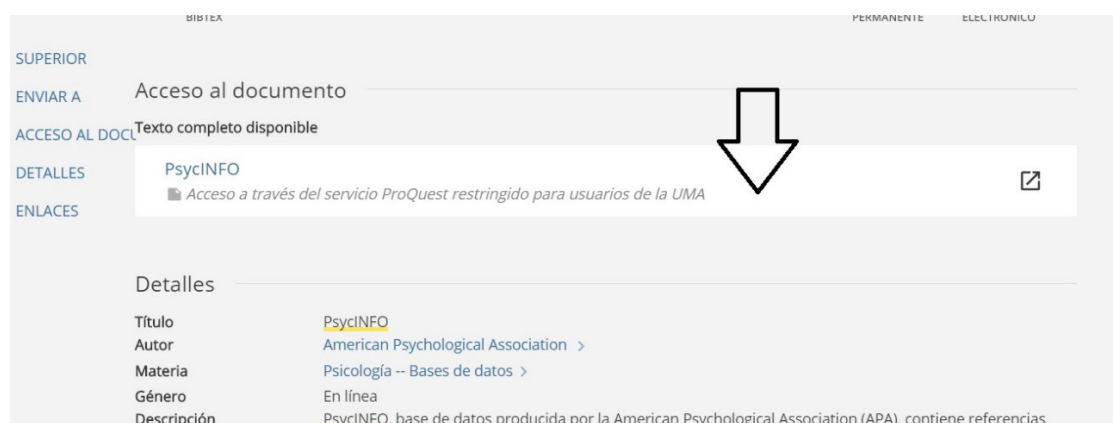 BIBTEX PERMANENTE ELECTRÓNICO
SUPERIOR
ENVIAR A
ACCESO AL DOCU
DETALLES
ENLACES
Acceso al documento
Texto completo disponible
PsycINFO
Acceso a través del servicio ProQuest restringido para usuarios de la UMA
Detalles
Título PsycINFO
Autor American Psychological Association >
Materia Psicología -- Bases de datos >
Género En línea
Descripción PsycINFO, base de datos producida por la American Psychological Association (APA), contiene referencias